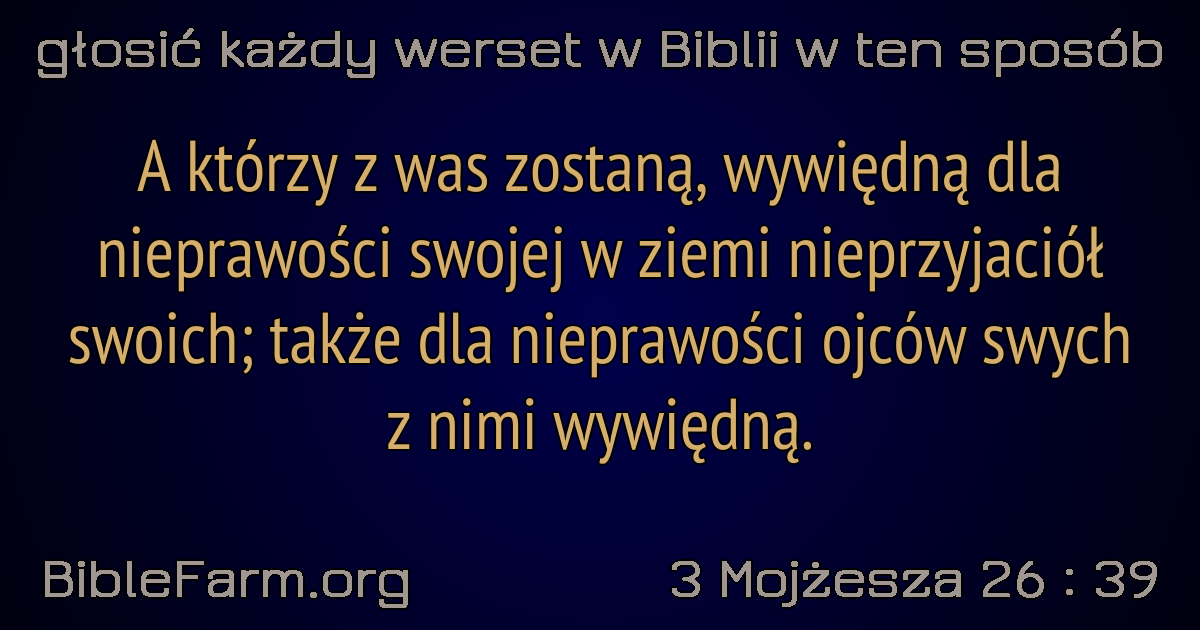 głosić każdy werset w Biblii w ten sposób
A którzy z was zostaną, wywiędną dla
nieprawości swojej w ziemi nieprzyjaciół
swoich; także dla nieprawości ojców swych
z nimi wywiędną.
BibleFarm.org
3 Mojżesza 26 : 39